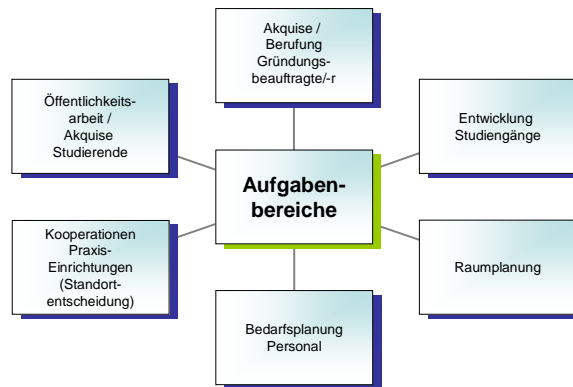 Akquise /
Berufung
Gründungs-
beauftragte/-r
Öffentlichkeits-
arbeit /
Akquise
Studierende
Entwicklung
Studiengänge
Aufgaben-
bereiche
Kooperationen
Praxis-
Einrichtungen
(Standort-
entscheidung)
Raumplanung
Bedarfsplanung
Personal